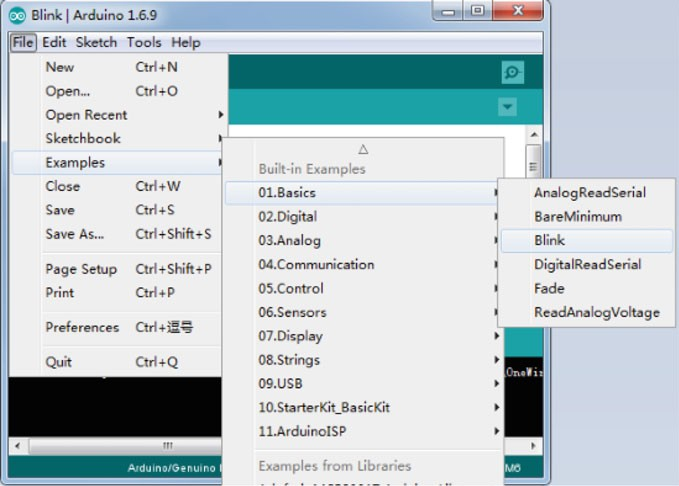 Blink | Arduino 1.6.9
File Edit Sketch Tools Help
New Ctrl+N
Open... Ctrl+O
Open Recent
Sketchbook
Examples
Close Ctrl+W
Save Ctrl+S
Save As... Ctrl+Shift+S
Page Setup Ctrl+Shift+P
Print Ctrl+P
Preferences Ctrl+逗号
Quit Ctrl+Q
Built-in Examples
01.Basics
02.Digital
03.Analog
04.Communication
05.Control
06.Sensors
07.Display
08.Strings
09.USB
10.StarterKit_BasicKit
11.ArduinoISP
Examples from Libraries
AnalogReadSerial
BareMinimum
Blink
DigitalReadSerial
Fade
ReadAnalogVoltage
Arduino/Genuino